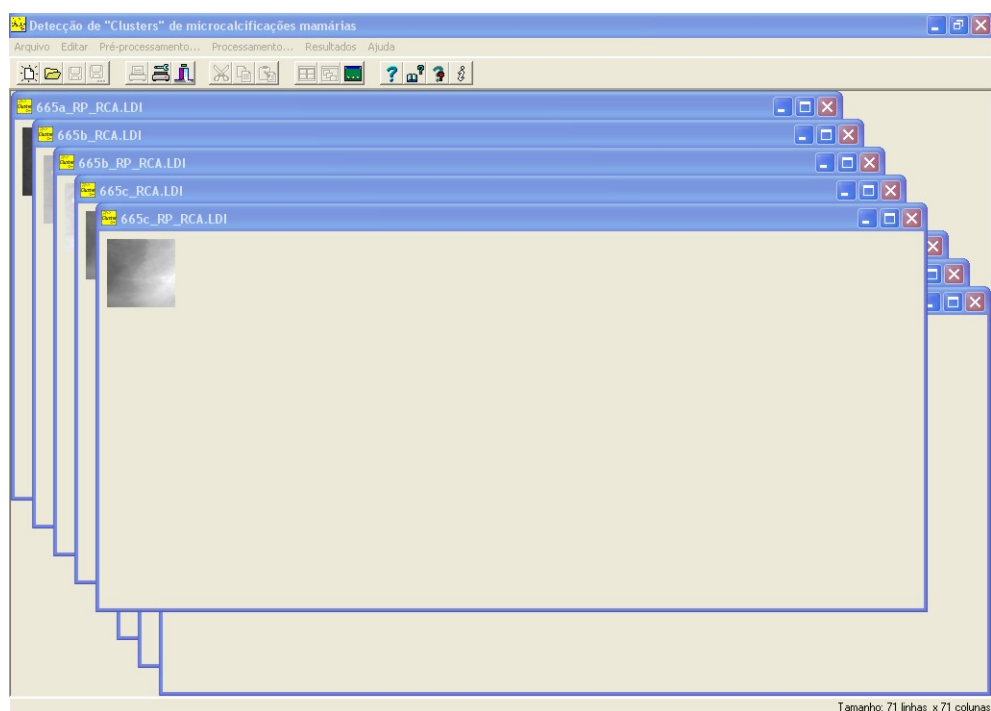 Detecção de "Clusters" de microcalcificações mamárias
Arquivo Editar Pré-processamento... Processamento... Resultados Ajuda
665a_RP_RCA.LDI
665b_RCA.LDI
665b_RP_RCA.LDI
665c_RCA.LDI
665c_RP_RCA.LDI
Tamanho: 71 linhas x 71 colunas